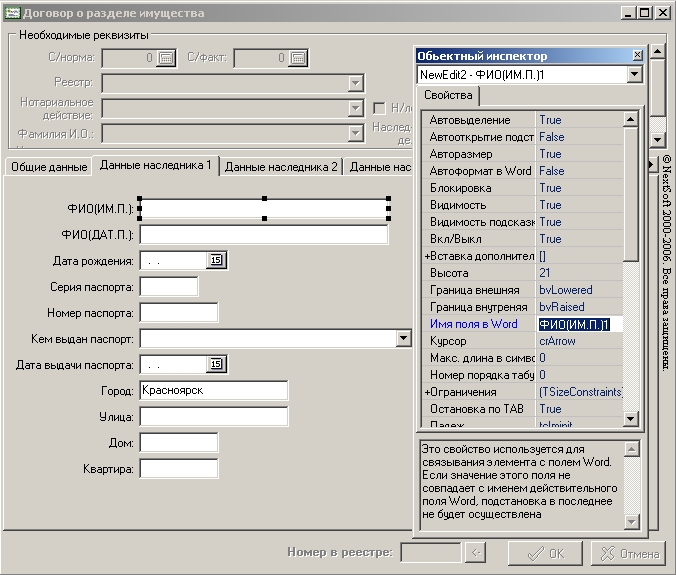 Договор о разделе имущества
Необходимые реквизиты
С/норма: 0 С/Факт: 0
Реестр:
Нотариальное действие: Н/
Фамилия И.О.: Наслед
де
Общие данные Данные наследника 1 Данные наследника 2 Данные нас
ФИО(ИМ.П.):
ФИО(ДАТ.П.):
Дата рождения: . . 15
Серия паспорта:
Номер паспорта:
Кем выдан паспорт:
Дата выдачи паспорта: . . 15
Город: Красноярск
Улица:
Дом:
Квартира:
Номер в реестре: <- OK Отмена
Обьектный инспектор
NewEdit2 - ФИО(ИМ.П.)1
Свойства
Автовыделение True
Автооткрытие подст False
Авторазмер True
Автоформат в Word False
Блокировка True
Видимость True
Видимость подсказк True
Вкл/Выкл True
+Вставка дополнител []
Высота 21
Граница внешняя bvLowered
Граница внутреняя bvRaised
Имя поля в Word ФИО(ИМ.П.)1
Курсор crArrow
Макс. длина в симво 0
Номер порядка табу 0
+Ограничения (TSizeConstraints)
Остановка по TAB True
Падеж tcIminit
Это свойство используется для
связывания элемента с полем Word.
Если значение этого поля не
совпадает с именем действительного
поля Word, подстановка в последнее
не будет осуществлена
© NextSoft 2000-2006. Все права защищены.